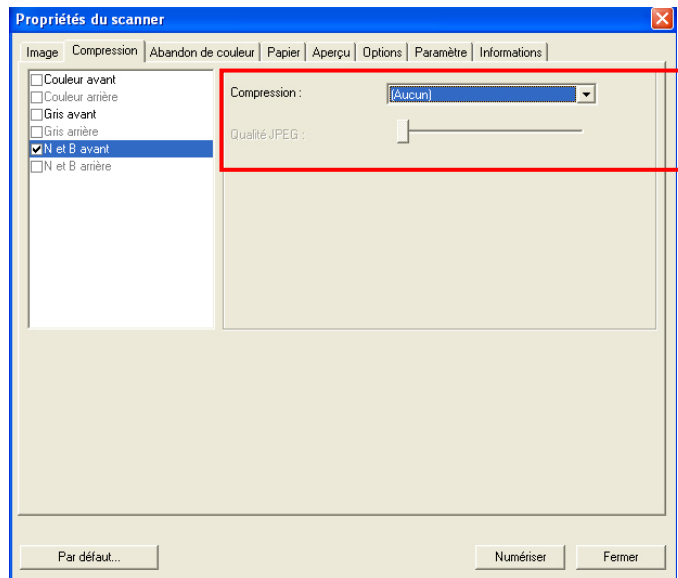 Propriétés du scanner
Image Compression Abandon de couleur Papier Aperçu Options Paramètre Informations
Couleur avant
Couleur arrière
Gris avant
Gris arrière
N et B avant
N et B arrière
Compression :
(Aucun)
Qualité JPEG :
Par défaut...
Numériser
Fermer